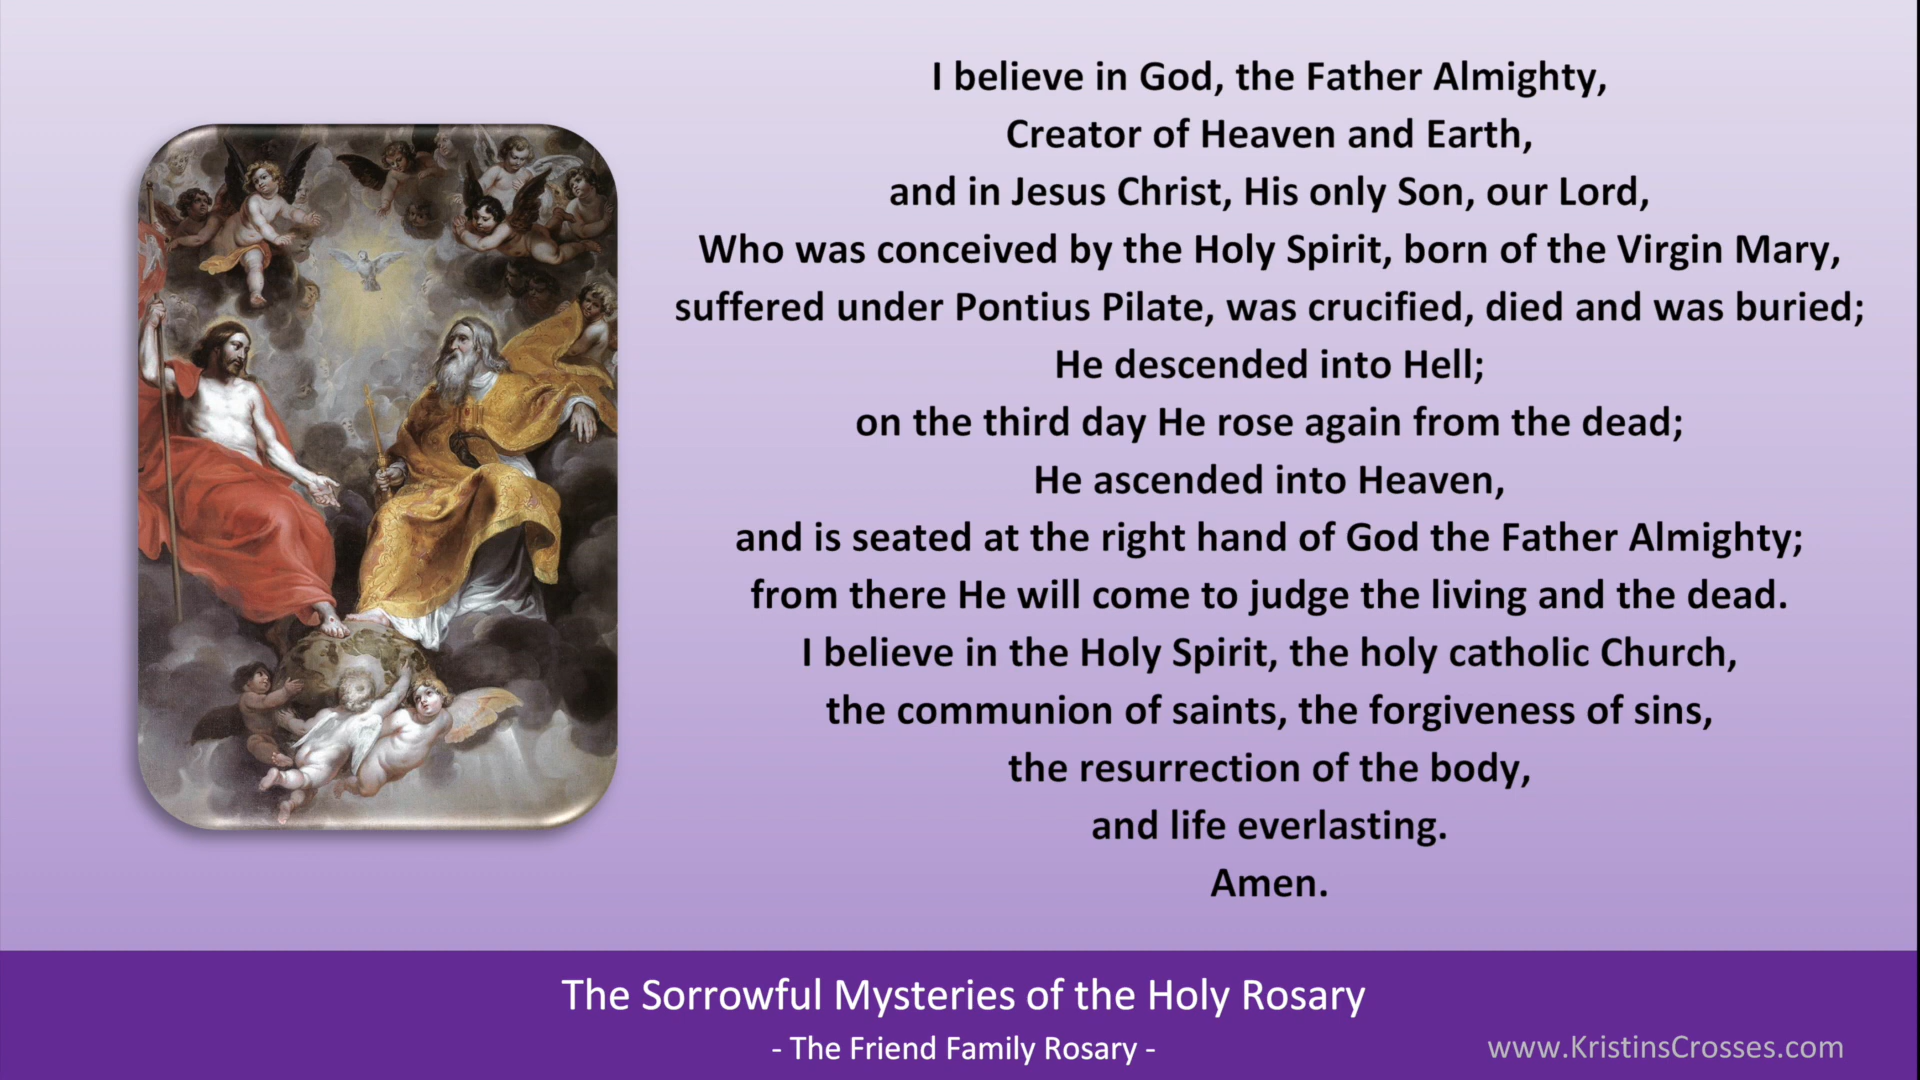 I believe in God, the Father Almighty,
Creator of Heaven and Earth,
and in Jesus Christ, His only Son, our Lord,
Who was conceived by the Holy Spirit, born of the Virgin Mary,
suffered under Pontius Pilate, was crucified, died and was buried;
He descended into Hell;
on the third day He rose again from the dead;
He ascended into Heaven,
and is seated at the right hand of God the Father Almighty;
from there He will come to judge the living and the dead.
I believe in the Holy Spirit, the holy catholic Church,
the communion of saints, the forgiveness of sins,
the resurrection of the body,
and life everlasting.
Amen.
The Sorrowful Mysteries of the Holy Rosary
- The Friend Family Rosary -
www.KristinsCrosses.com